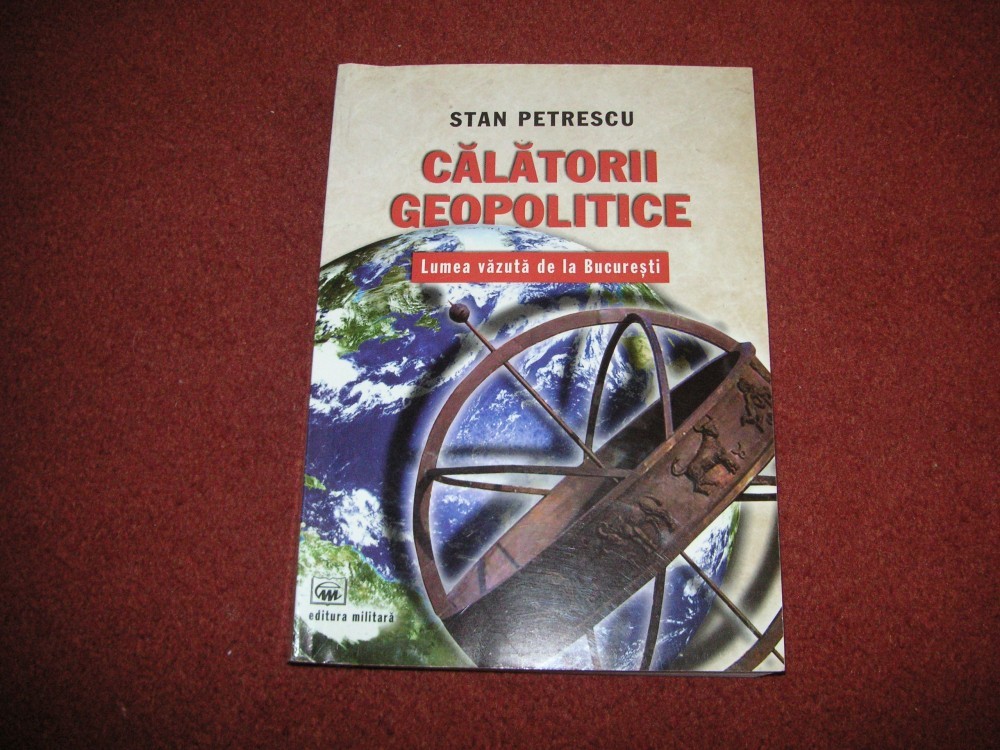 STAN PETRESCU
CĂLĂTORII
GEOPOLITICE
Lumea văzută de la București
editura militară